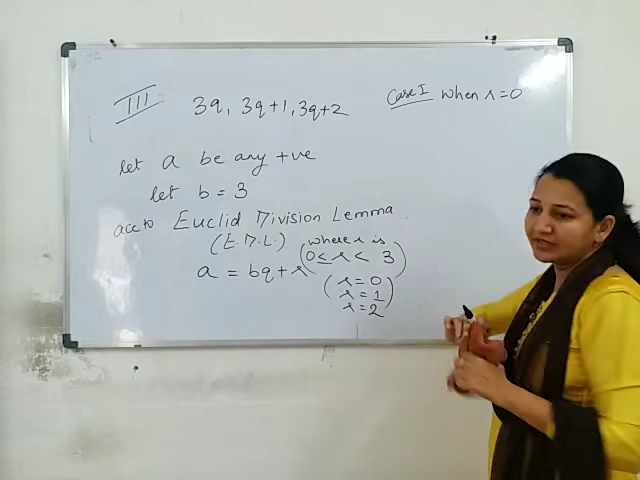 III 3q, 3q+1, 3q+2
Case I When r=0
let a be any +ve
let b = 3
acc to Euclid Division Lemma.
(E.D.L.)
a = bq+r (where r is
0 ≤ r < 3)
(r=0
r=1
r=2)